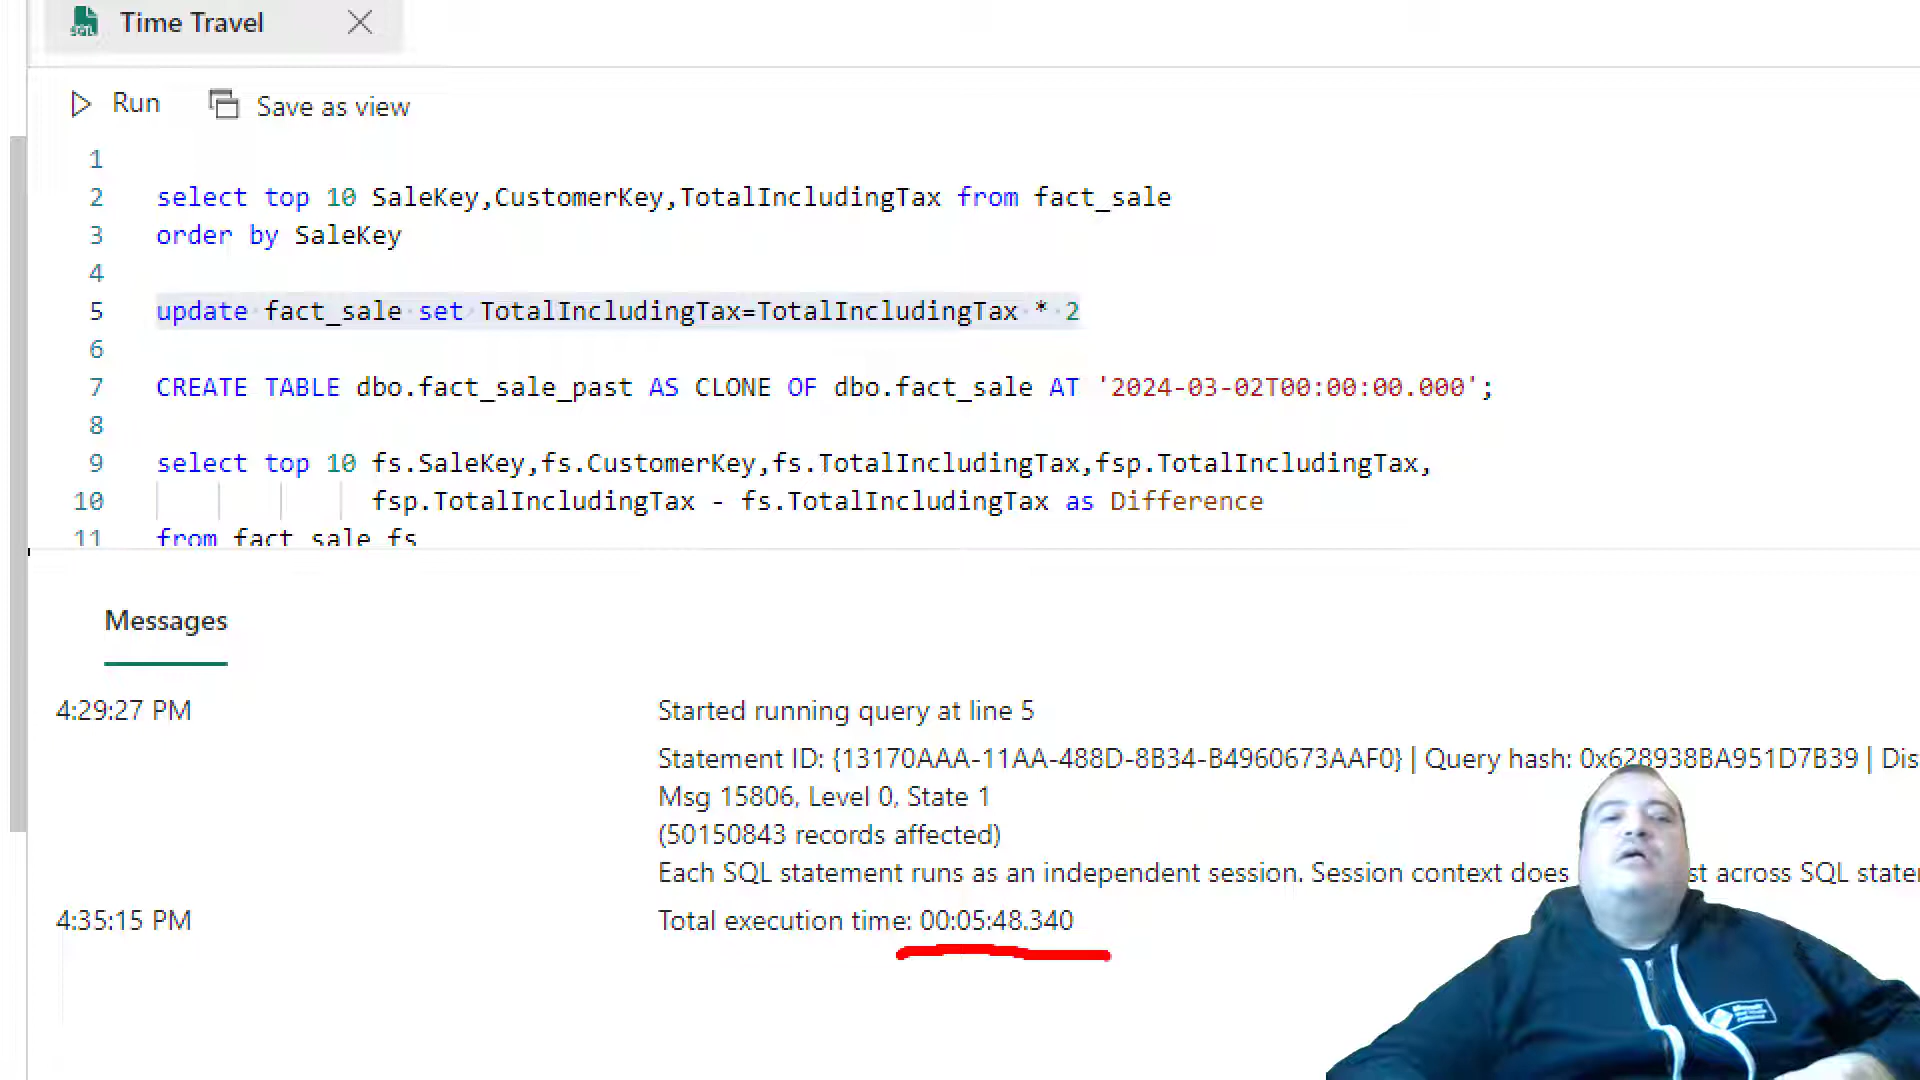 Time Travel
Run
Save as view
1
2 select top 10 SaleKey,CustomerKey,TotalIncludingTax from fact_sale
3 order by SaleKey
4
5 update fact_sale set TotalIncludingTax=TotalIncludingTax * 2
6
7 CREATE TABLE dbo.fact_sale_past AS CLONE OF dbo.fact_sale AT '2024-03-02T00:00:00.000';
8
9 select top 10 fs.SaleKey,fs.CustomerKey,fs.TotalIncludingTax,fsp.TotalIncludingTax,
10 fsp.TotalIncludingTax - fs.TotalIncludingTax as Difference
11 from fact_sale fs
Messages
4:29:27 PM Started running query at line 5
Statement ID: {13170AAA-11AA-488D-8B34-B4960673AAF0} | Query hash: 0x628938BA951D7B39 | Dis
Msg 15806, Level 0, State 1
(50150843 records affected)
Each SQL statement runs as an independent session. Session context does st across SQL state
4:35:15 PM Total execution time: 00:05:48.340